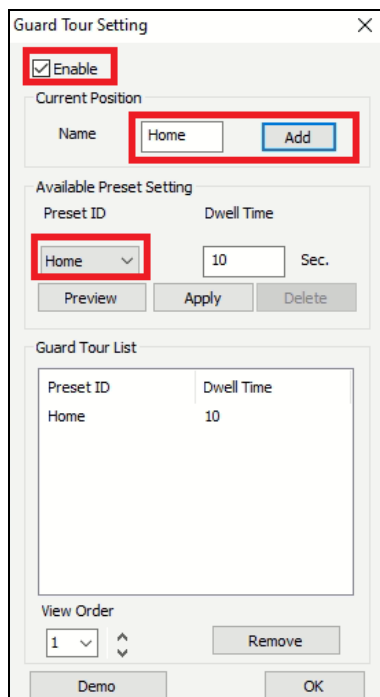 Guard Tour Setting
Enable
Current Position
Name Home Add
Available Preset Setting
Preset ID Dwell Time
Home 10 Sec.
Preview Apply Delete
Guard Tour List
Preset ID Dwell Time
Home 10
View Order
1 Remove
Demo OK